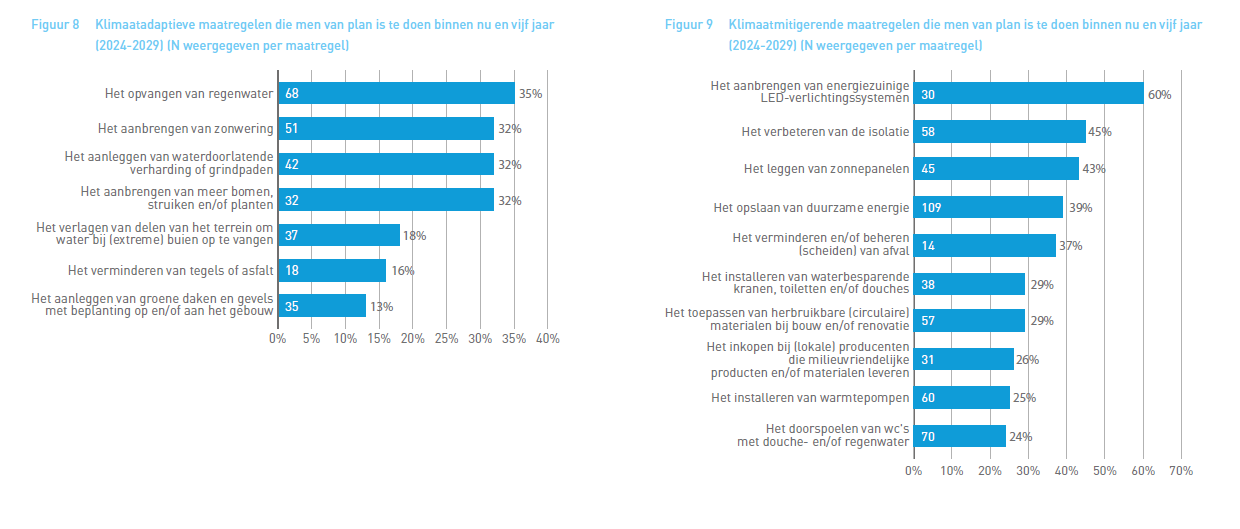 Figuur 8 Klimaatadaptieve maatregelen die men van plan is te doen binnen nu en vijf jaar
(2024-2029) (N weergegeven per maatregel)
Het opvangen van regenwater 68 35%
Het aanbrengen van zonwering 51 32%
Het aanleggen van waterdoorlatende
verharding of grindpaden 42 32%
Het aanbrengen van meer bomen,
struiken en/of planten 32 32%
Het verlagen van delen van het terrein om
water bij (extreme) buien op te vangen 37 18%
Het verminderen van tegels of asfalt 18 16%
Het aanleggen van groene daken en gevels
met beplanting op en/of aan het gebouw 35 13%
0% 5% 10% 15% 20% 25% 30% 35% 40%
Figuur 9 Klimaatmitigerende maatregelen die men van plan is te doen binnen nu en vijf jaar
(2024-2029) (N weergegeven per maatregel)
Het aanbrengen van energiezuinige
LED-verlichtingssystemen 30 60%
Het verbeteren van de isolatie 58 45%
Het leggen van zonnepanelen 45 43%
Het opslaan van duurzame energie 109 39%
Het verminderen en/of beheren
(scheiden) van afval 14 37%
Het installeren van waterbesparende
kranen, toiletten en/of douches 38 29%
Het toepassen van herbruikbare (circulaire)
materialen bij bouw en/of renovatie 57 29%
Het inkopen bij (lokale) producenten
die milieuvriendelijke
producten en/of materialen leveren 31 26%
Het installeren van warmtepompen 60 25%
Het doorspoelen van wc's
met douche- en/of regenwater 70 24%
0% 10% 20% 30% 40% 50% 60% 70%